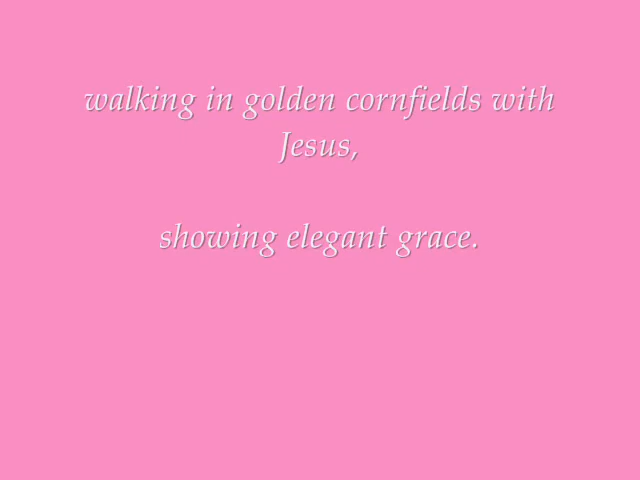 walking in golden cornfields with
Jesus,
showing elegant grace.